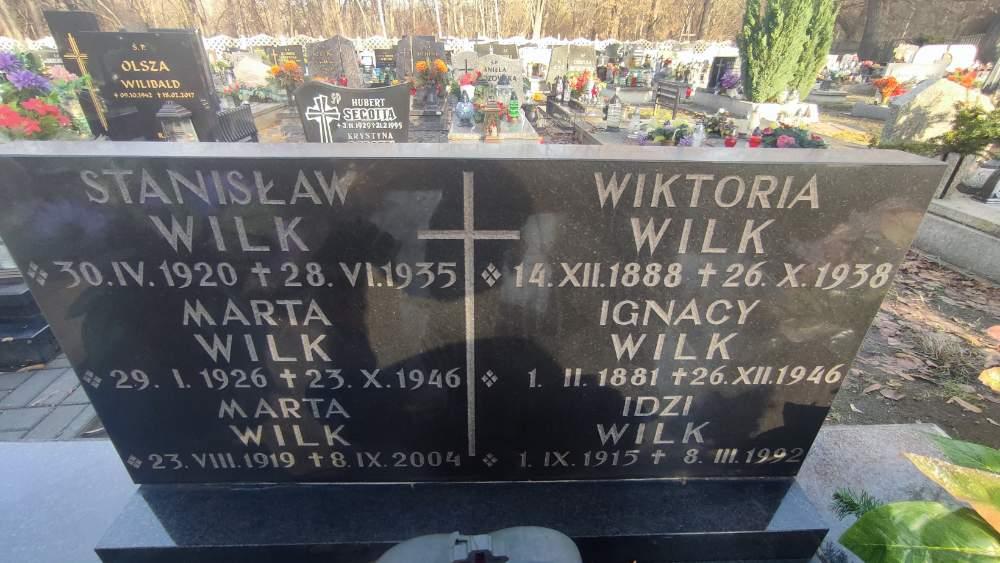 Ś.P.
OLSZA
WILIBALD
ŚP
HUBERT
SEGOTTA
KRYSTYNA
STANISŁAW
WILK
30.IV.1920 ✝ 28.VI.1935
MARTA
WILK
29.I.1926 ✝ 23.X.1946
MARTA
WILK
23.VIII.1919 ✝ 8.IX.2004
WIKTORIA
WILK
14.XII.1888 ✝ 26.X.1938
IGNACY
WILK
1.II.1881 ✝ 26.XII.1946
IDZI
WILK
1.IX.1915 ✝ 8.III.1992